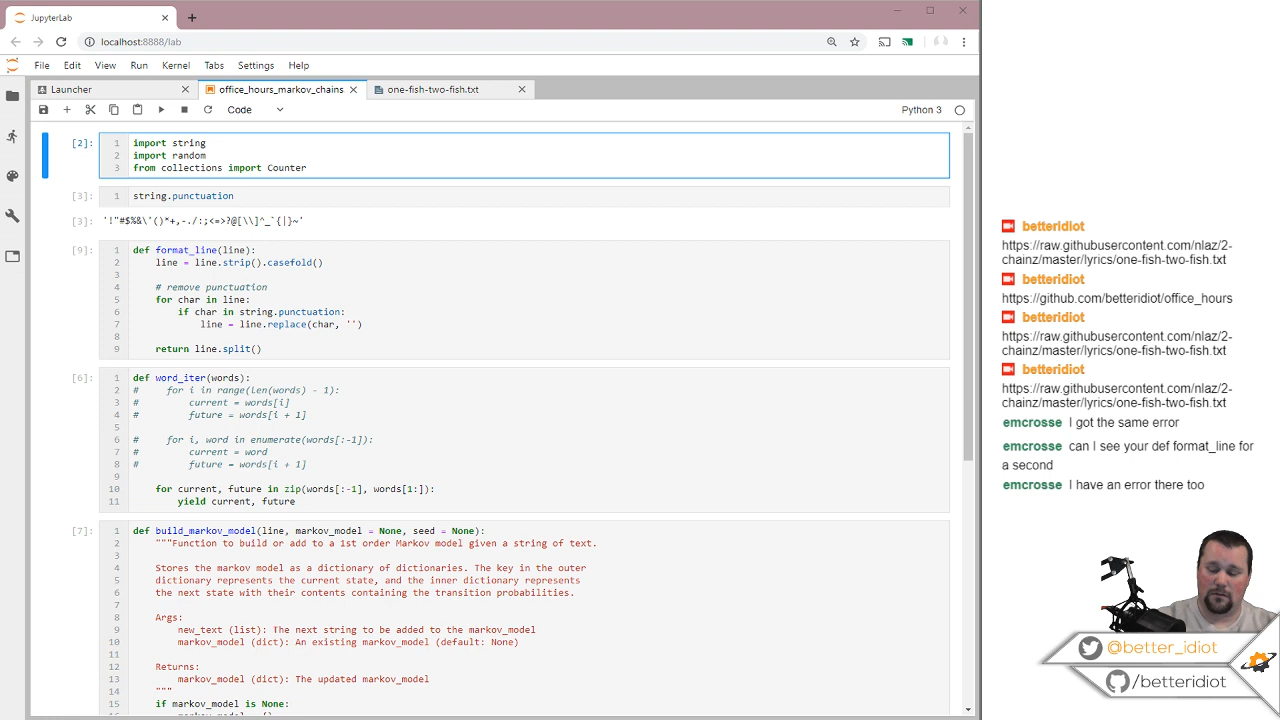 JupyterLab
localhost:8888/lab
File Edit View Run Kernel Tabs Settings Help
Launcher office_hours_markov_chains one-fish-two-fish.txt
Code Python 3
[2]: 1 import string
2 import random
3 from collections import Counter
[3]: 1 string.punctuation
[3]: '!"#$%&\'()*+,-./:;<=>?@[\\]^_`{|}~'
[9]: 1 def format_line(line):
2 line = line.strip().casefold()
3
4 # remove punctuation
5 for char in line:
6 if char in string.punctuation:
7 line = line.replace(char, '')
8
9 return line.split()
[6]: 1 def word_iter(words):
2 # for i in range(len(words) - 1):
3 # current = words[i]
4 # future = words[i + 1]
5
6 # for i, word in enumerate(words[:-1]):
7 # current = word
8 # future = words[i + 1]
9
10 for current, future in zip(words[:-1], words[1:]):
11 yield current, future
[7]: 1 def build_markov_model(line, markov_model = None, seed = None):
2 """Function to build or add to a 1st order Markov model given a string of text.
3
4 Stores the markov model as a dictionary of dictionaries. The key in the outer
5 dictionary represents the current state, and the inner dictionary represents
6 the next state with their contents containing the transition probabilities.
7
8 Args:
9 new_text (list): The next string to be added to the markov_model
10 markov_model (dict): An existing markov_model (default: None)
11
12 Returns:
13 markov_model (dict): The updated markov_model
14 """
15 if markov_model is None:
betteridiot
https://raw.githubusercontent.com/nlaz/2-
chainz/master/lyrics/one-fish-two-fish.txt
betteridiot
https://github.com/betteridiot/office_hours
betteridiot
https://raw.githubusercontent.com/nlaz/2-
chainz/master/lyrics/one-fish-two-fish.txt
betteridiot
https://raw.githubusercontent.com/nlaz/2-
chainz/master/lyrics/one-fish-two-fish.txt
emcrosse I got the same error
emcrosse can I see your def format_line for
a second
emcrosse I have an error there too
@better_idiot
/betteridiot